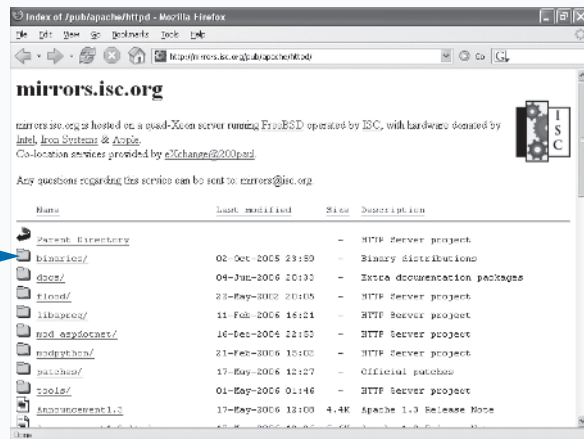 Index of /pub/apache/httpd - Mozilla Firefox
File Edit View Go Bookmarks Tools Help
http://mirrors.isc.org/pub/apache/httpd/ Go
mirrors.isc.org
mirrors.isc.org is hosted on a quad-Xeon server running FreeBSD operated by ISC, with hardware donated by
Intel, Iron Systems & Apple.
Co-location services provided by eXchange@200paul.
Any questions regarding this service can be sent to: mirrors@isc.org
ISC
Name Last modified Size Description
Parent Directory - HTTP Server project
binaries/ 02-Oct-2005 23:59 - Binary distributions
docs/ 04-Jun-2006 20:33 - Extra documentation packages
flood/ 23-May-2002 20:05 - HTTP Server project
libapreq/ 11-Feb-2006 16:21 - HTTP Server project
mod_aspdotnet/ 16-Dec-2004 22:53 - HTTP Server project
modpython/ 21-Feb-2006 15:02 - HTTP Server project
patches/ 17-May-2006 12:27 - Official patches
tools/ 01-May-2006 01:46 - HTTP Server project
Announcement1.3 17-May-2006 12:08 4.4K Apache 1.3 Release Note
Done